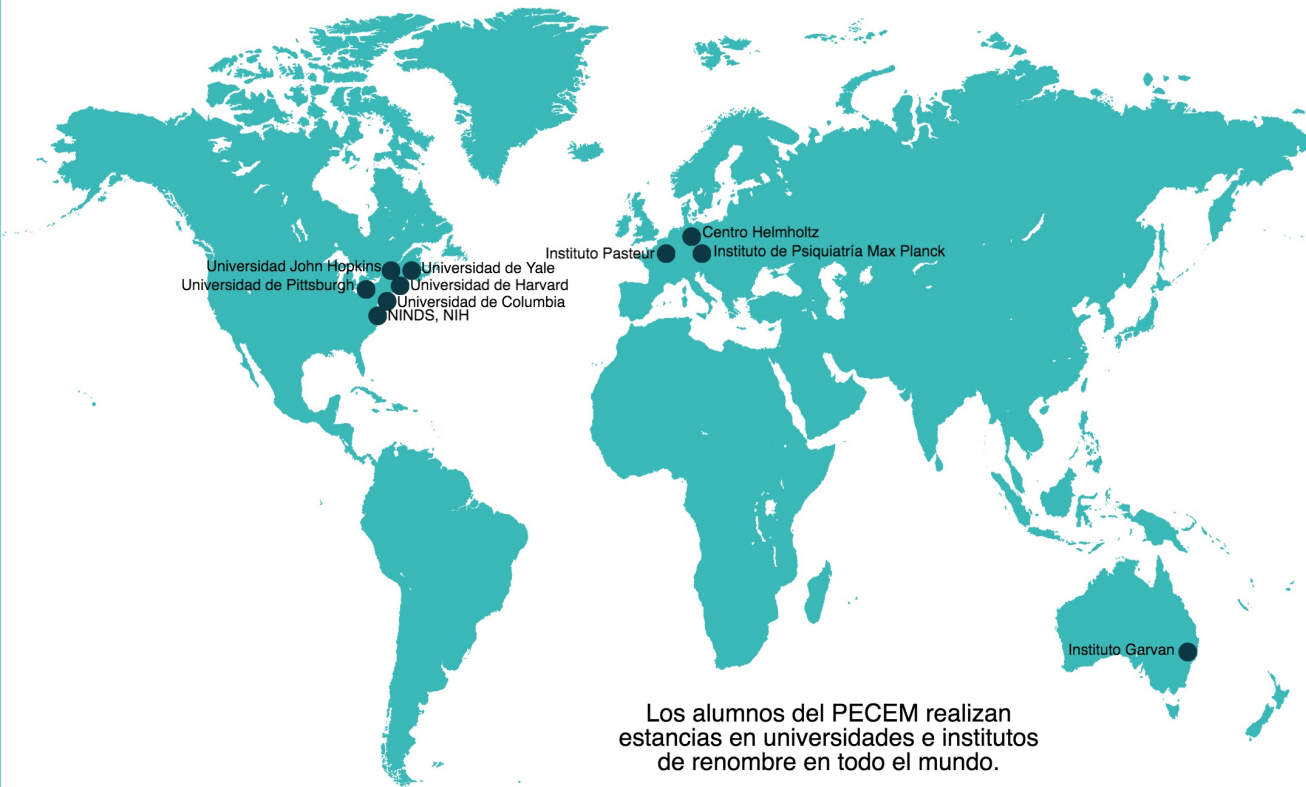 Centro Helmholtz
Instituto Pasteur
Instituto de Psiquiatría Max Planck
Universidad John Hopkins
Universidad de Yale
Universidad de Pittsburgh
Universidad de Harvard
Universidad de Columbia
NINDS, NIH
Instituto Garvan
Los alumnos del PECEM realizan
estancias en universidades e institutos
de renombre en todo el mundo.